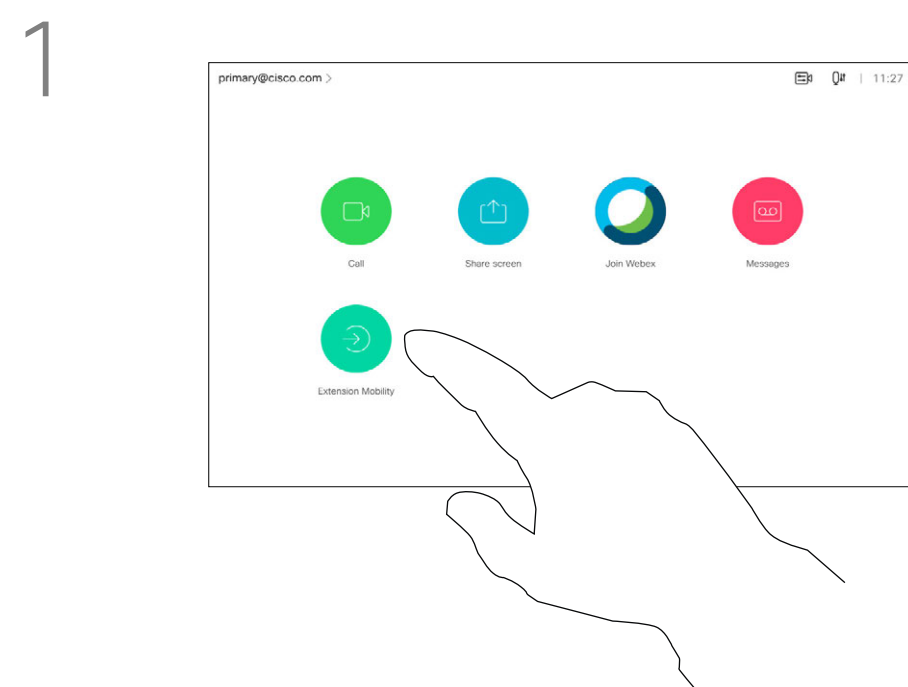 1
primary@cisco.com >
| 11:27
Call
Share screen
Join Webex
Messages
Extension Mobility